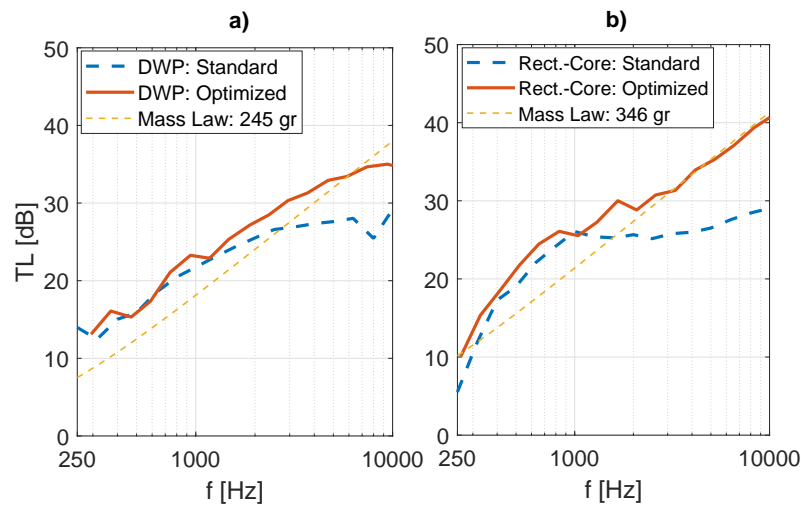 a)
50
40
30
20
10
0
TL [dB]
DWP: Standard
DWP: Optimized
Mass Law: 245 gr
250
1000
10000
f [Hz]
b)
50
40
30
20
10
0
Rect.-Core: Standard
Rect.-Core: Optimized
Mass Law: 346 gr
250
1000
10000
f [Hz]